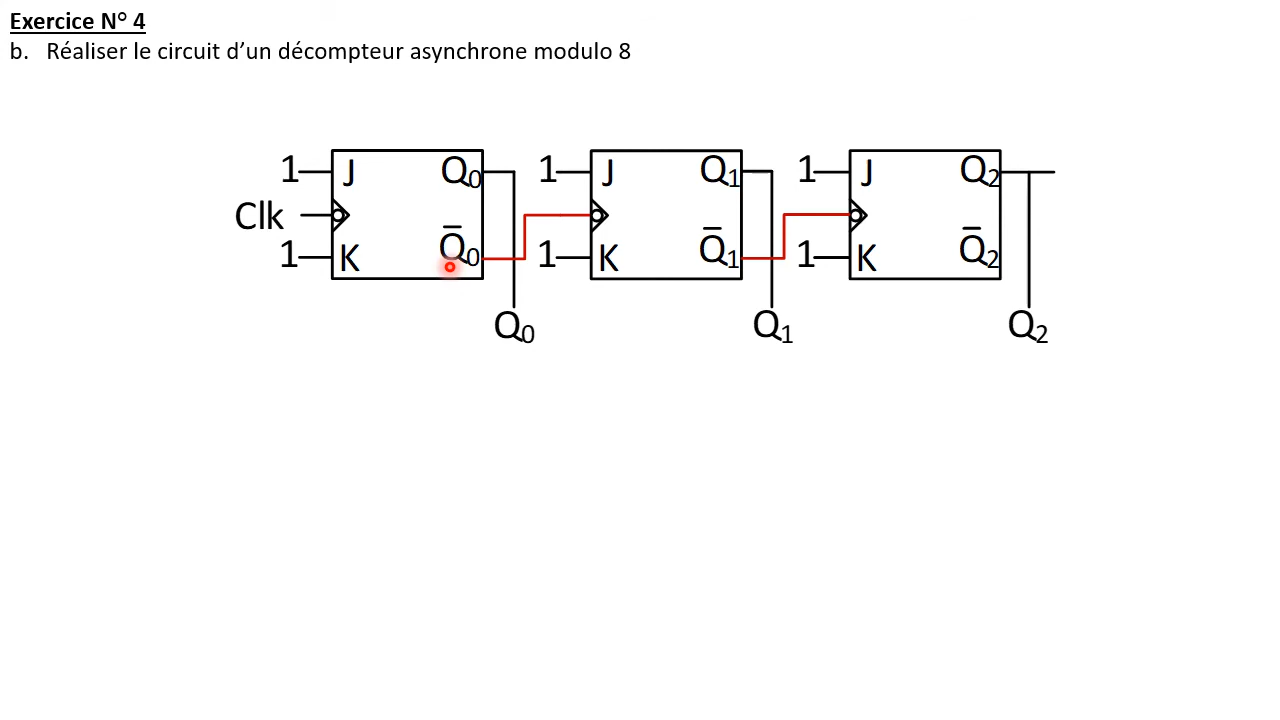 Exercice N° 4
b. Réaliser le circuit d’un décompteur asynchrone modulo 8
1 J Q₀ 1 J Q₁ 1 J Q₂
Clk
1 K Q̅₀ 1 K Q̅₁ 1 K Q̅₂
Q₀ Q₁ Q₂